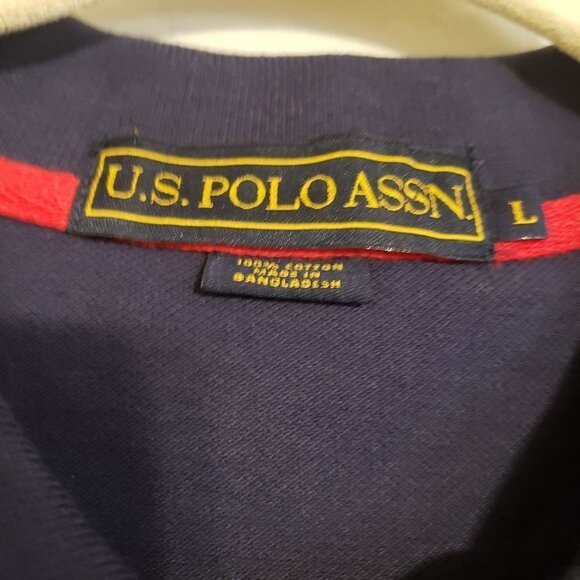 U.S. POLO ASSN.
L
100% COTTON
MADE IN
BANGLADESH